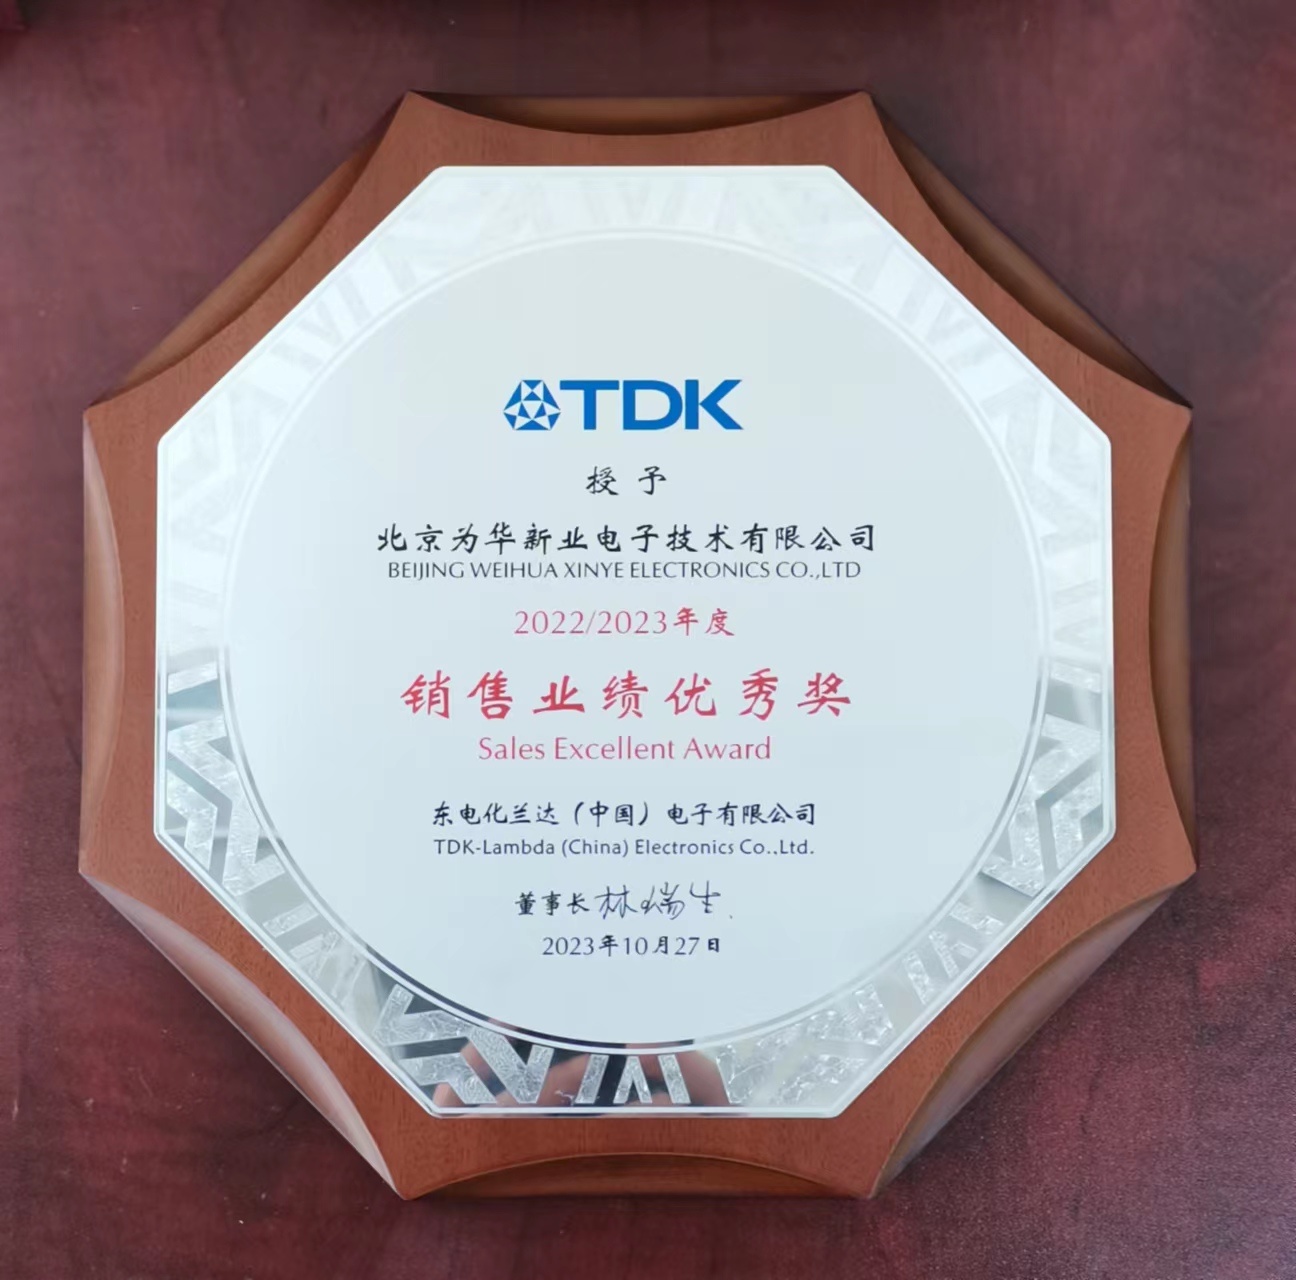 TDK
授予
北京为华新业电子技术有限公司
BEIJING WEIHUA XINYE ELECTRONICS CO.,LTD
2022/2023年度
销售业绩优秀奖
Sales Excellent Award
东电化兰达（中国）电子有限公司
TDK-Lambda (China) Electronics Co.,Ltd.
董事长 林瑞生
2023年10月27日